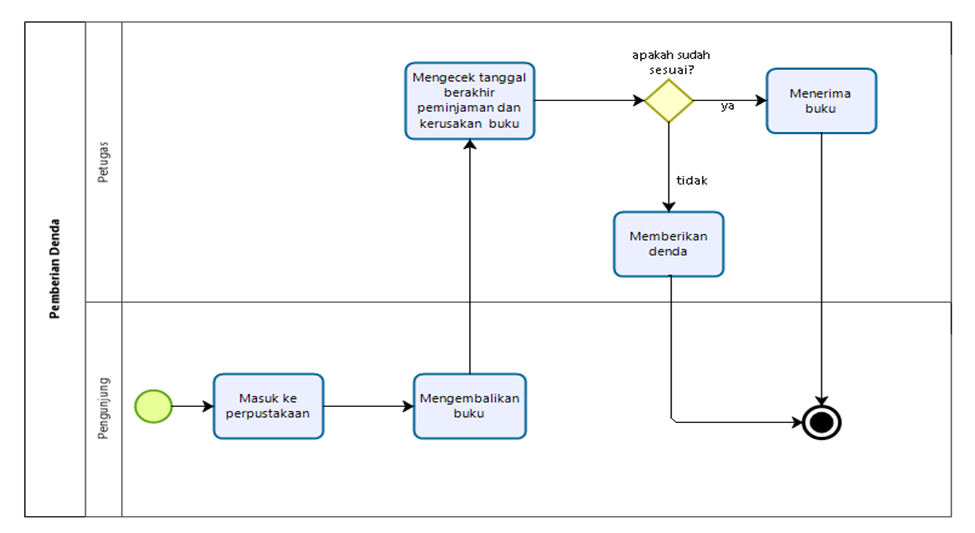 Pemberian Denda
Petugas
Mengecek tanggal
berakhir
peminjaman dan
kerusakan buku
apakah sudah
sesuai?
ya
Menerima
buku
tidak
Memberikan
denda
Pengunjung
Masuk ke
perpustakaan
Mengembalikan
buku